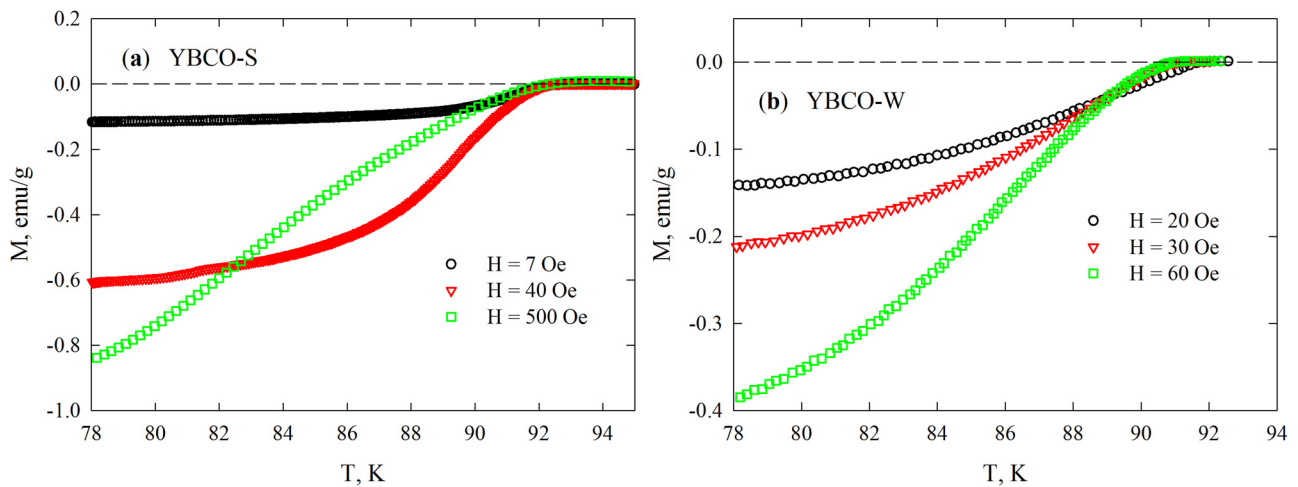 (a) YBCO-S
M, emu/g
0.2
0.0
-0.2
-0.4
-0.6
-0.8
-1.0
H = 7 Oe
H = 40 Oe
H = 500 Oe
78 80 82 84 86 88 90 92 94
T, K
(b) YBCO-W
M, emu/g
0.0
-0.1
-0.2
-0.3
-0.4
H = 20 Oe
H = 30 Oe
H = 60 Oe
78 80 82 84 86 88 90 92 94
T, K